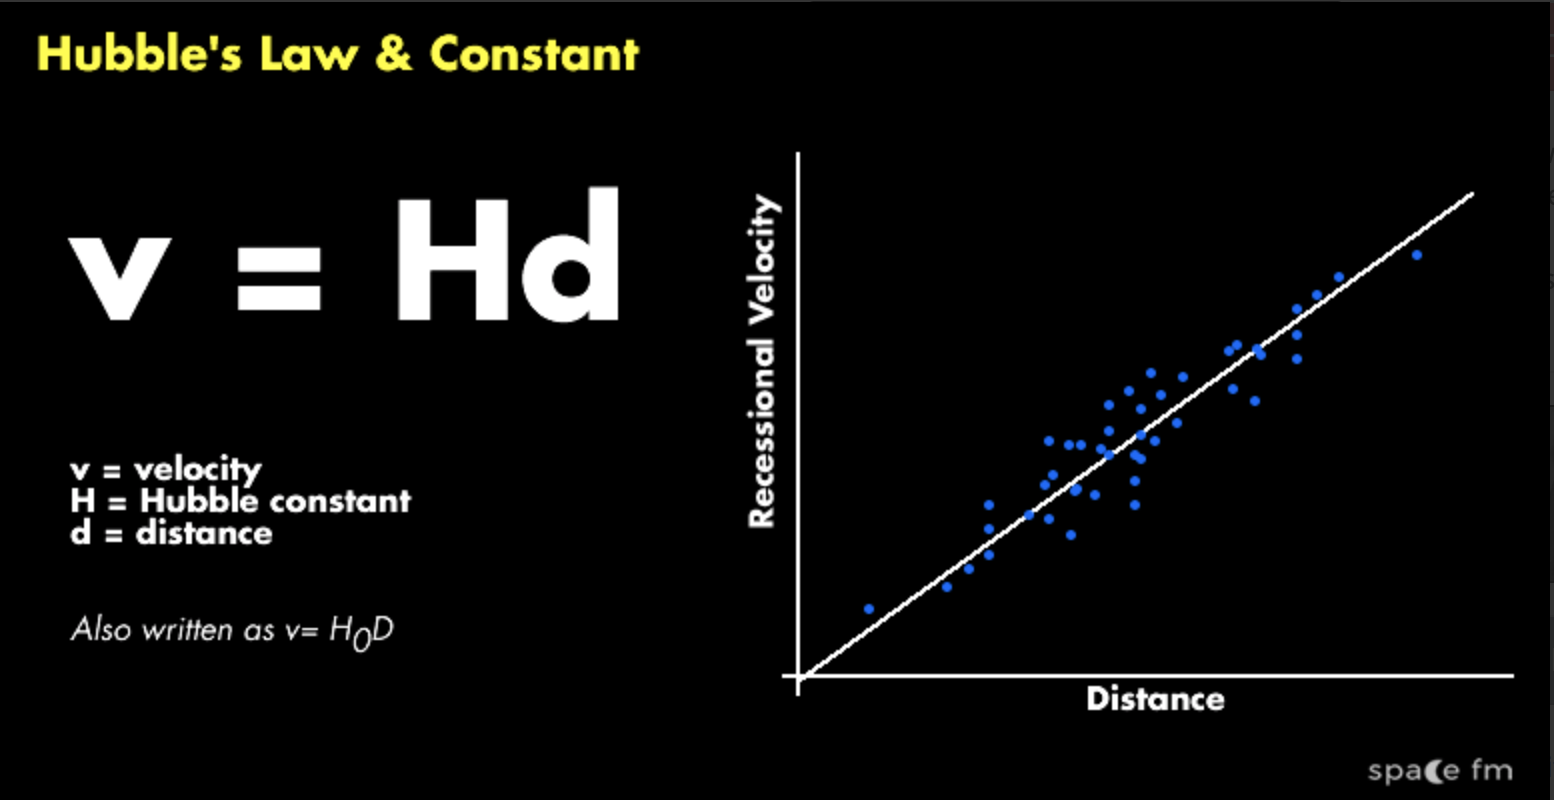 Hubble's Law & Constant
v = Hd
v = velocity
H = Hubble constant
d = distance
Also written as v= H₀D
Recessional Velocity
Distance
space fm